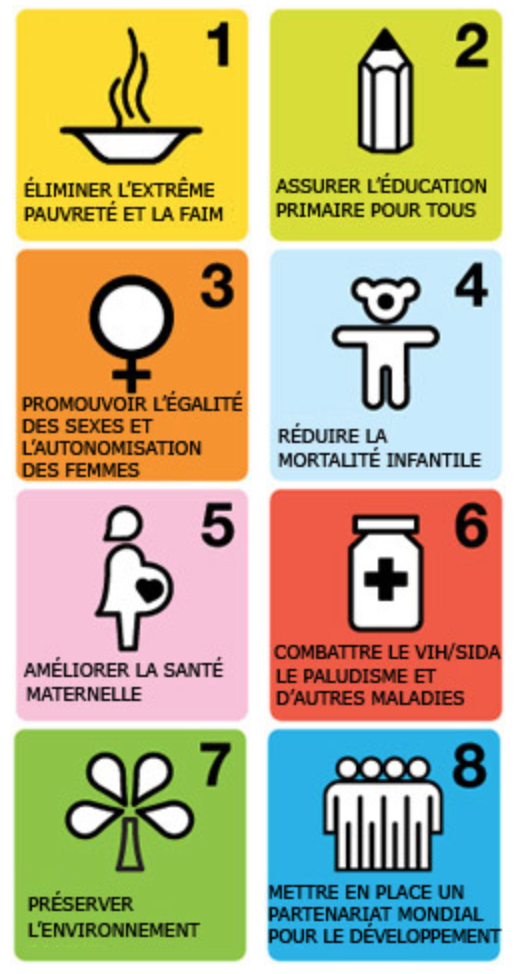 1
ÉLIMINER L'EXTRÊME
PAUVRETÉ ET LA FAIM
2
ASSURER L'ÉDUCATION
PRIMAIRE POUR TOUS
3
PROMOUVOIR L'ÉGALITÉ
DES SEXES ET
L'AUTONOMISATION
DES FEMMES
4
RÉDUIRE LA
MORTALITÉ INFANTILE
5
AMÉLIORER LA SANTÉ
MATERNELLE
6
COMBATTRE LE VIH/SIDA
LE PALUDISME ET
D'AUTRES MALADIES
7
PRÉSERVER
L'ENVIRONNEMENT
8
METTRE EN PLACE UN
PARTENARIAT MONDIAL
POUR LE DÉVELOPPEMENT